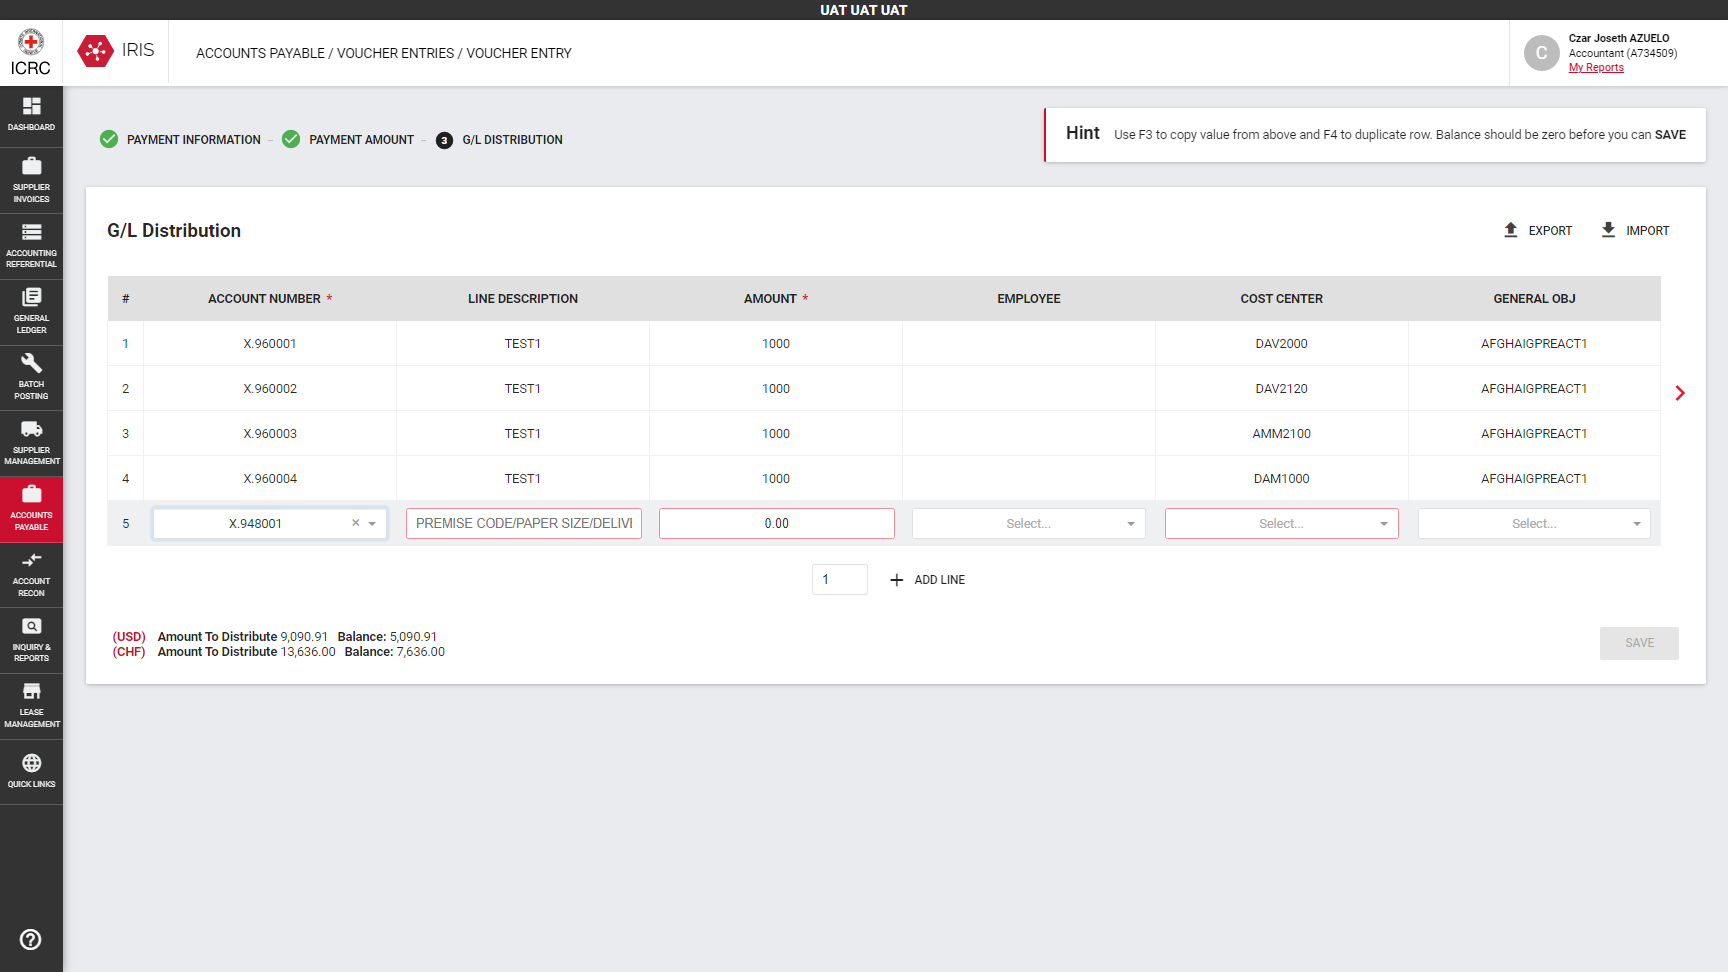 UAT UAT UAT
ICRC
IRIS
ACCOUNTS PAYABLE / VOUCHER ENTRIES / VOUCHER ENTRY
C
Czar Joseth AZUELO
Accountant (A734509)
My Reports
DASHBOARD
SUPPLIER
INVOICES
ACCOUNTING
REFERENTIAL
GENERAL
LEDGER
BATCH
POSTING
SUPPLIER
MANAGEMENT
ACCOUNTS
PAYABLE
ACCOUNT
RECON
INQUIRY &
REPORTS
LEASE
MANAGEMENT
QUICK LINKS
PAYMENT INFORMATION – PAYMENT AMOUNT – 3 G/L DISTRIBUTION
Hint Use F3 to copy value from above and F4 to duplicate row. Balance should be zero before you can SAVE
G/L Distribution
EXPORT IMPORT
# ACCOUNT NUMBER * LINE DESCRIPTION AMOUNT * EMPLOYEE COST CENTER GENERAL OBJ
1 X.960001 TEST1 1000 DAV2000 AFGHAIGPREACT1
2 X.960002 TEST1 1000 DAV2120 AFGHAIGPREACT1
3 X.960003 TEST1 1000 AMM2100 AFGHAIGPREACT1
4 X.960004 TEST1 1000 DAM1000 AFGHAIGPREACT1
5 X.948001 × PREMISE CODE/PAPER SIZE/DELIVI 0.00 Select... Select... Select...
1 + ADD LINE
(USD) Amount To Distribute 9,090.91 Balance: 5,090.91
(CHF) Amount To Distribute 13,636.00 Balance: 7,636.00
SAVE